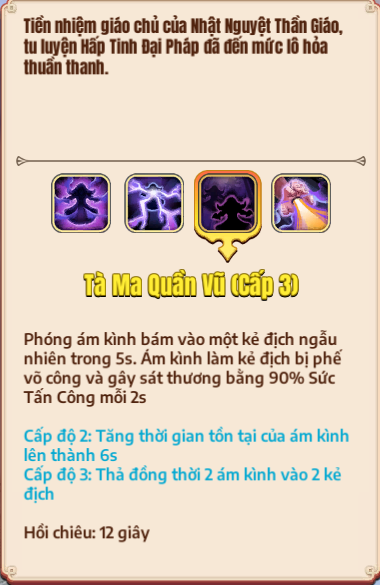 Tiền nhiệm giáo chủ của Nhật Nguyệt Thần Giáo,
tu luyện Hấp Tinh Đại Pháp đã đến mức lô hỏa
thuần thanh.
Tà Ma Quần Vũ (Cấp 3)
Phóng ám kình bám vào một kẻ địch ngẫu
nhiên trong 5s. Ám kình làm kẻ địch bị phế
võ công và gây sát thương bằng 90% Sức
Tấn Công mỗi 2s
Cấp độ 2: Tăng thời gian tồn tại của ám kình
lên thành 6s
Cấp độ 3: Thả đồng thời 2 ám kình vào 2 kẻ
địch
Hồi chiêu: 12 giây